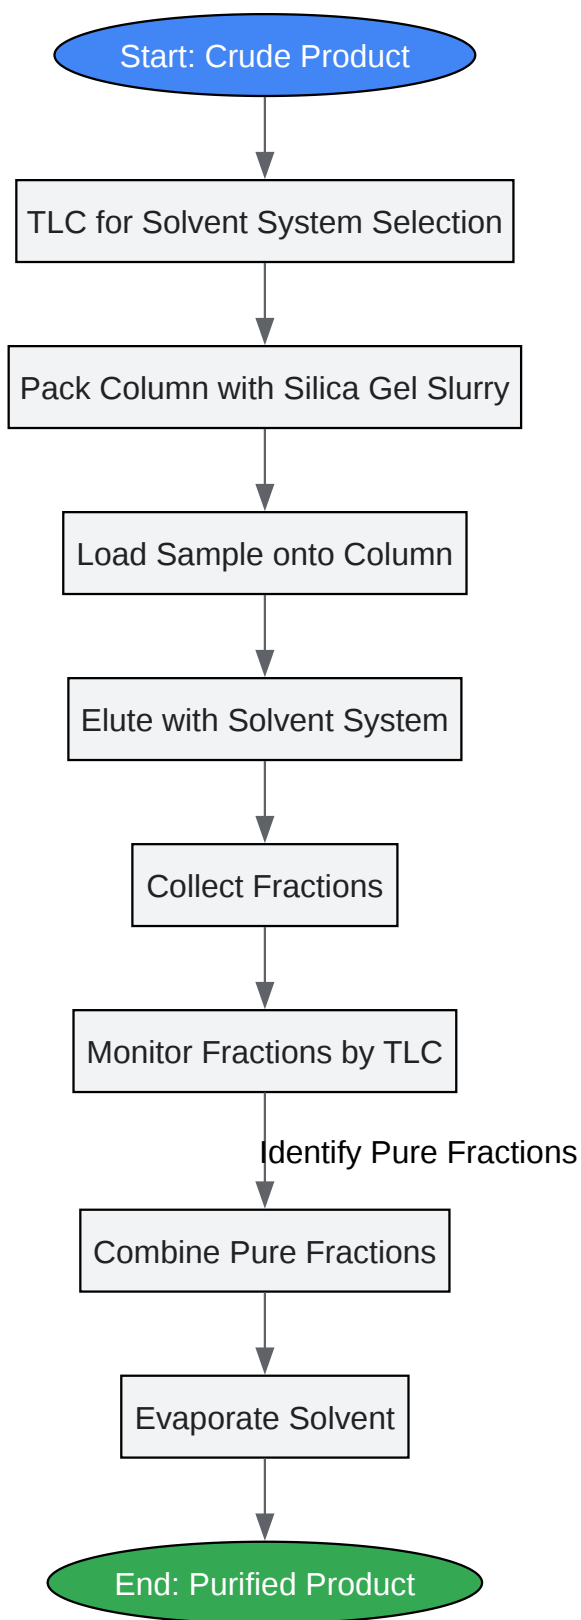 Start: Crude Product
TLC for Solvent System Selection
Pack Column with Silica Gel Slurry
Load Sample onto Column
Elute with Solvent System
Collect Fractions
Monitor Fractions by TLC
Identify Pure Fractions
Combine Pure Fractions
Evaporate Solvent
End: Purified Product